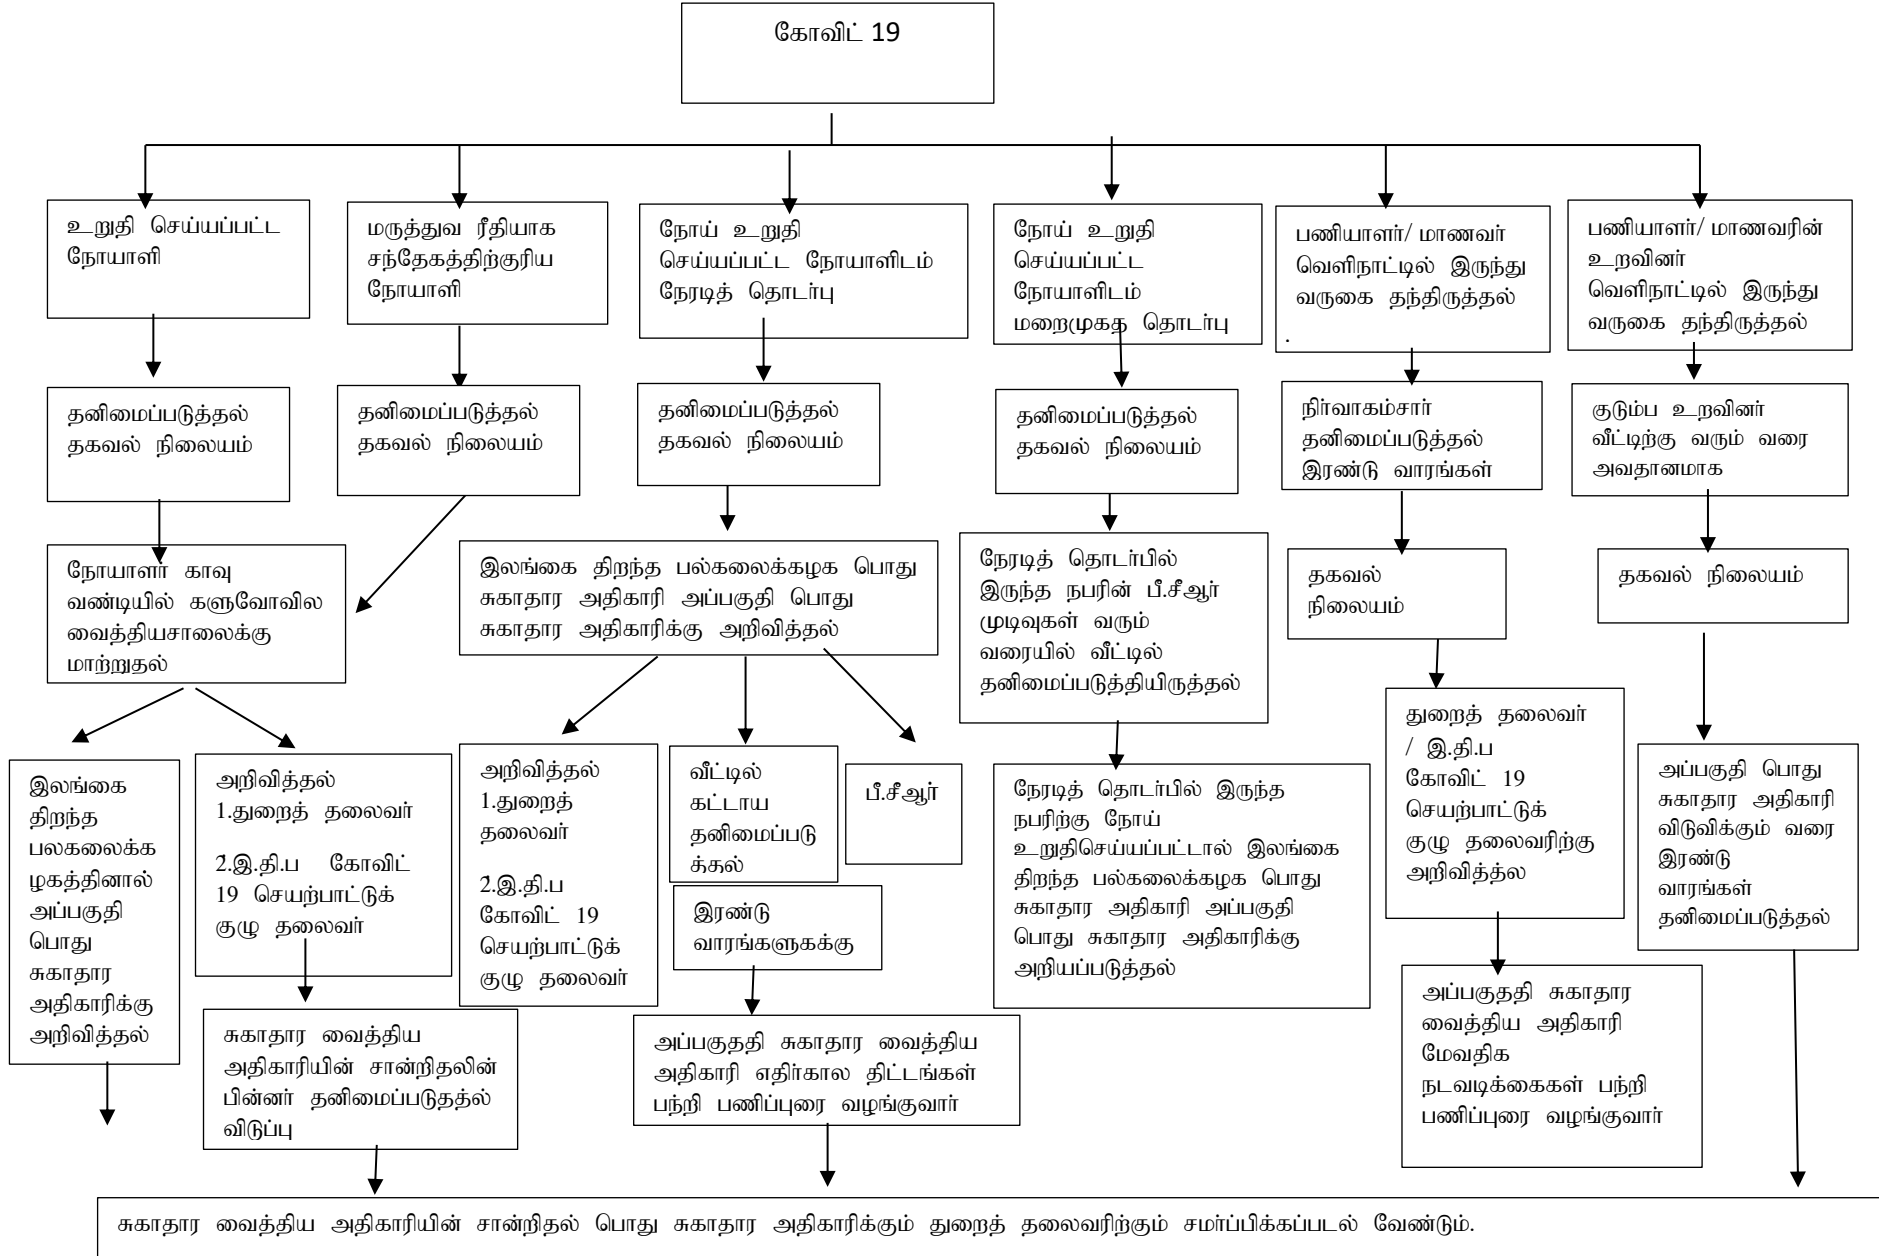 கோவிட் 19
உறுதி செய்யப்பட்ட
நோயாளி
மருத்துவ ரீதியாக
சந்தேகத்திற்குரிய
நோயாளி
நோய் உறுதி
செய்யப்பட்ட நோயாளிடம்
நேரடித் தொடர்பு
நோய் உறுதி
செய்யப்பட்ட
நோயாளிடம்
மறைமுகத தொடர்பு
பணியாளர்/ மாணவர்
வெளிநாட்டில் இருந்து
வருகை தந்திருத்தல்
.
பணியாளர்/ மாணவரின்
உறவினர்
வெளிநாட்டில் இருந்து
வருகை தந்திருத்தல்
தனிமைப்படுத்தல்
தகவல் நிலையம்
தனிமைப்படுத்தல்
தகவல் நிலையம்
தனிமைப்படுத்தல்
தகவல் நிலையம்
தனிமைப்படுத்தல்
தகவல் நிலையம்
நிர்வாகம்சார்
தனிமைப்படுத்தல்
இரண்டு வாரங்கள்
குடும்ப உறவினர்
வீட்டிற்கு வரும் வரை
அவதானமாக
நோயாளர் காவு
வண்டியில் களுவோவில
வைத்தியசாலைக்கு
மாற்றுதல்
இலங்கை திறந்த பல்கலைக்கழக பொது
சுகாதார அதிகாரி அப்பகுதி பொது
சுகாதார அதிகாரிக்கு அறிவித்தல்
நேரடித் தொடர்பில்
இருந்த நபரின் பீ.சீஆர்
முடிவுகள் வரும்
வரையில் வீட்டில்
தனிமைப்படுத்தியிருத்தல்
தகவல்
நிலையம்
தகவல் நிலையம்
இலங்கை
திறந்த
பலகலைக்க
ழகத்தினால்
அப்பகுதி
பொது
சுகாதார
அதிகாரிக்கு
அறிவித்தல்
அறிவித்தல்
1.துறைத் தலைவர்
2.இ.தி.ப கோவிட்
19 செயற்பாட்டுக்
குழு தலைவர்
அறிவித்தல்
1.துறைத்
தலைவர்
2.இ.தி.ப
கோவிட் 19
செயற்பாட்டுக்
குழு தலைவர்
வீட்டில்
கட்டாய
தனிமைப்படு
த்தல்
பீ.சீஆர்
இரண்டு
வாரங்களுகக்கு
நேரடித் தொடர்பில் இருந்த
நபரிற்கு நோய்
உறுதிசெய்யப்பட்டால் இலங்கை
திறந்த பல்கலைக்கழக பொது
சுகாதார அதிகாரி அப்பகுதி
பொது சுகாதார அதிகாரிக்கு
அறியப்படுத்தல்
துறைத் தலைவர்
/ இ.தி.ப
கோவிட் 19
செயற்பாட்டுக்
குழு தலைவரிற்கு
அறிவித்த்ல
அப்பகுதி பொது
சுகாதார அதிகாரி
விடுவிக்கும் வரை
இரண்டு
வாரங்கள்
தனிமைப்படுத்தல்
சுகாதார வைத்திய
அதிகாரியின் சான்றிதலின்
பின்னர் தனிமைப்படுதத்ல்
விடுப்பு
அப்பகுததி சுகாதார வைத்திய
அதிகாரி எதிர்கால திட்டங்கள்
பற்றி பணிப்புரை வழங்குவார்
அப்பகுததி சுகாதார
வைத்திய அதிகாரி
மேவதிக
நடவடிக்கைகள் பற்றி
பணிப்புரை வழங்குவார்
சுகாதார வைத்திய அதிகாரியின் சான்றிதல் பொது சுகாதார அதிகாரிக்கும் துறைத் தலைவரிற்கும் சமர்ப்பிக்கப்படல் வேண்டும்.